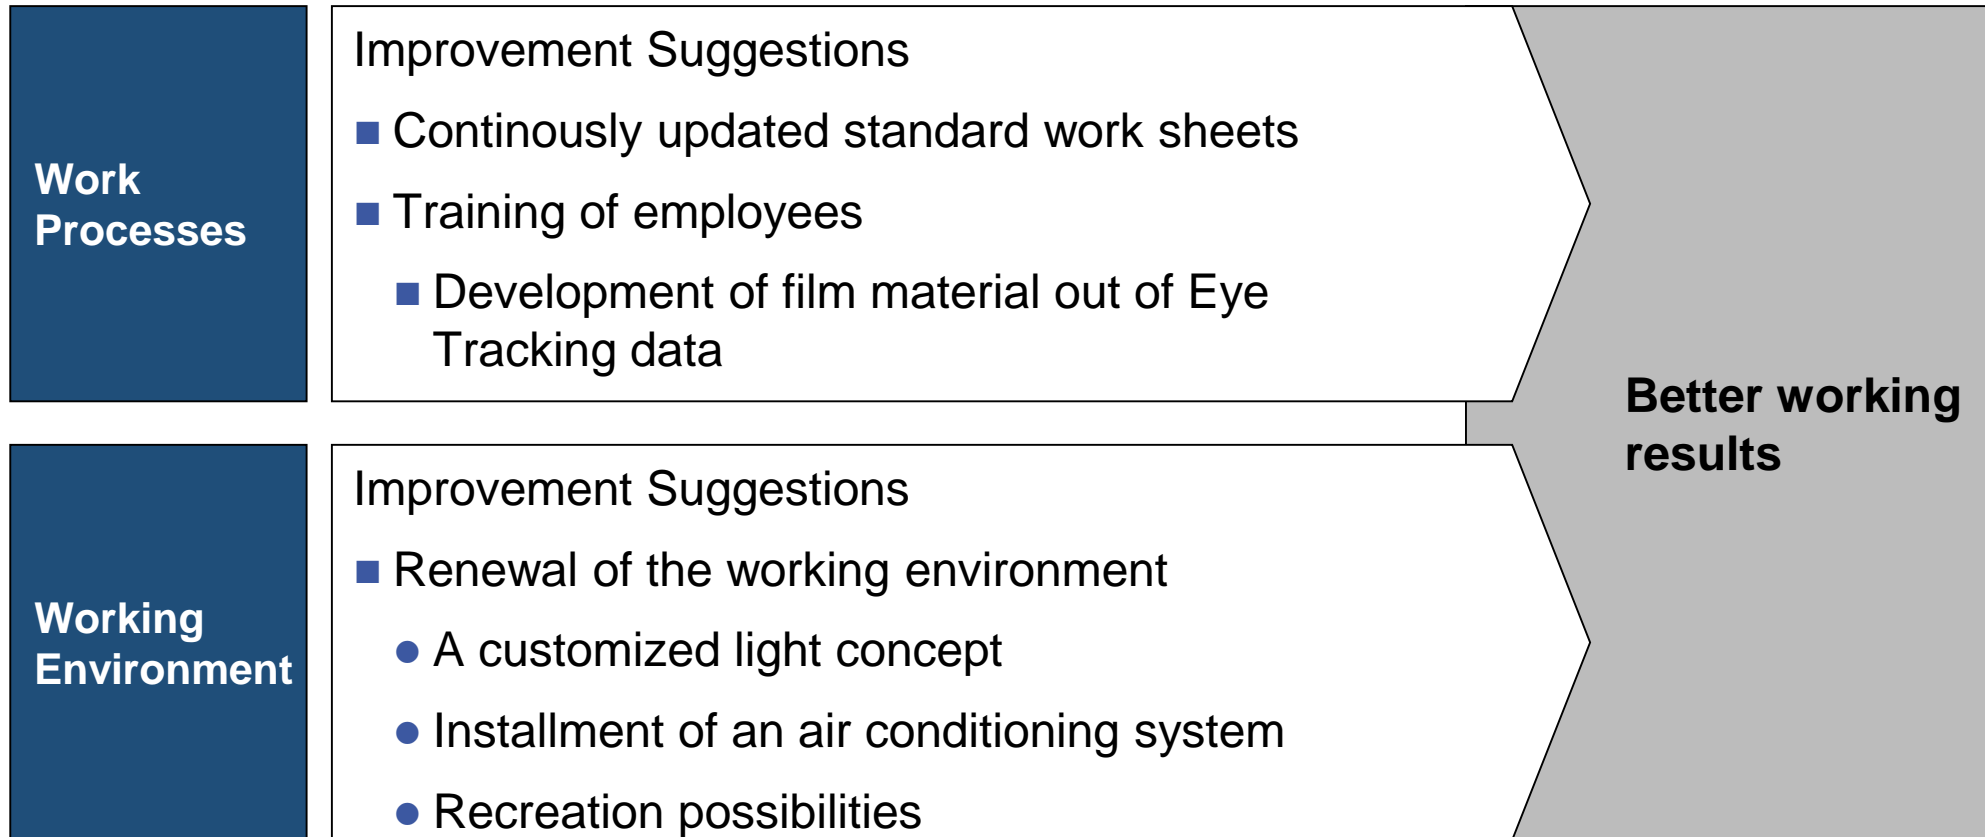 Work
Processes
Improvement Suggestions
Continously updated standard work sheets
Training of employees
Development of film material out of Eye
Tracking data
Working
Environment
Improvement Suggestions
Renewal of the working environment
A customized light concept
Installment of an air conditioning system
Recreation possibilities
Better working
results